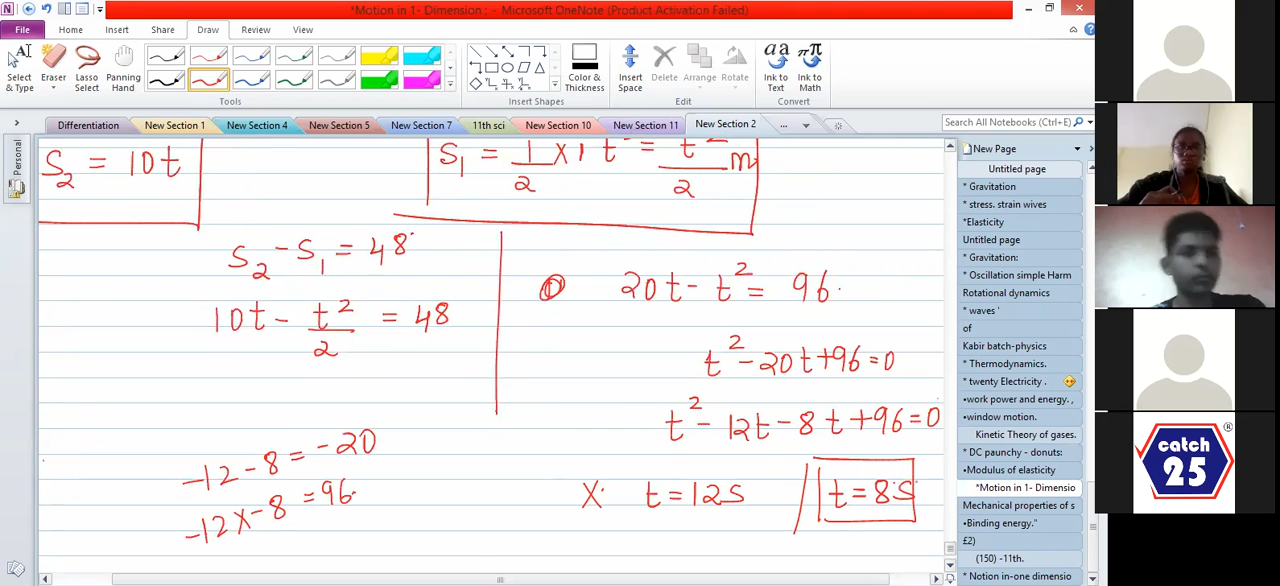 *Motion in 1- Dimension : - Microsoft OneNote (Product Activation Failed)
File Home Insert Share Draw Review View
Select & Type
Eraser
Lasso Select
Panning Hand
Color & Thickness
Insert Space
Delete
Arrange
Rotate
Ink to Text
Ink to Math
Tools
Insert Shapes
Edit
Convert
Differentiation New Section 1 New Section 4 New Section 5 New Section 7 11th sci New Section 10 New Section 11 New Section 2 ...
Search All Notebooks (Ctrl+E)
Personal
S₂ = 10t
S₁ = 1/2 × 1 t² = t²/2 m
S₂ - S₁ = 48
10t - t²/2 = 48
-12 - 8 = -20
-12 x -8 = 96
20t - t² = 96
t² - 20t + 96 = 0
t² - 12t - 8t + 96 = 0
X t = 12s / t = 8s
New Page
Untitled page
* Gravitation
* stress. strain wives
*Elasticity
Untitled page
* Gravitation:
* Oscillation simple Harm
Rotational dynamics
* waves '
of
Kabir batch-physics
* Thermodynamics.
* twenty Electricity .
•work power and energy. ,
•window motion.
Kinetic Theory of gases.
* DC paunchy - donuts:
•Modulus of elasticity
*Motion in 1- Dimensio
Mechanical properties of s
•Binding energy."
£2)
(150) -11th.
* Notion in-one dimensio
catch
25
®